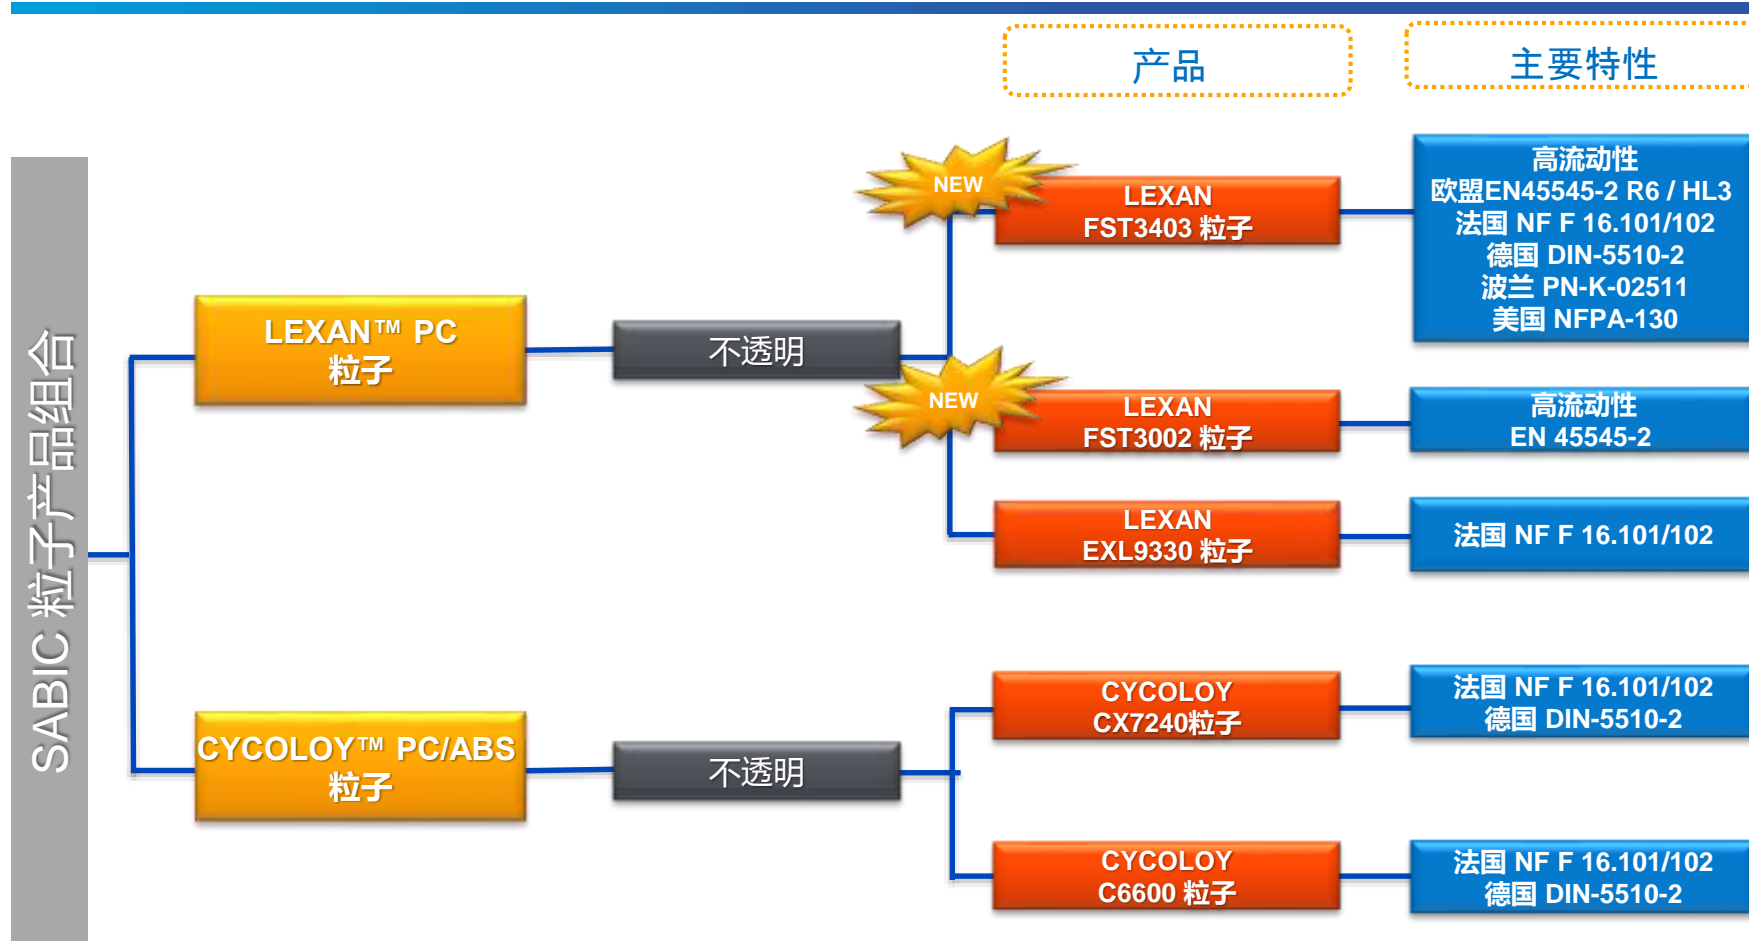 产品
主要特性
SABIC 粒子产品组合
LEXAN™ PC
粒子
不透明
NEW
LEXAN
FST3403 粒子
高流动性
欧盟EN45545-2 R6 / HL3
法国 NF F 16.101/102
德国 DIN-5510-2
波兰 PN-K-02511
美国 NFPA-130
NEW
LEXAN
FST3002 粒子
高流动性
EN 45545-2
LEXAN
EXL9330 粒子
法国 NF F 16.101/102
CYCOLOY™ PC/ABS
粒子
不透明
CYCOLOY
CX7240粒子
法国 NF F 16.101/102
德国 DIN-5510-2
CYCOLOY
C6600 粒子
法国 NF F 16.101/102
德国 DIN-5510-2